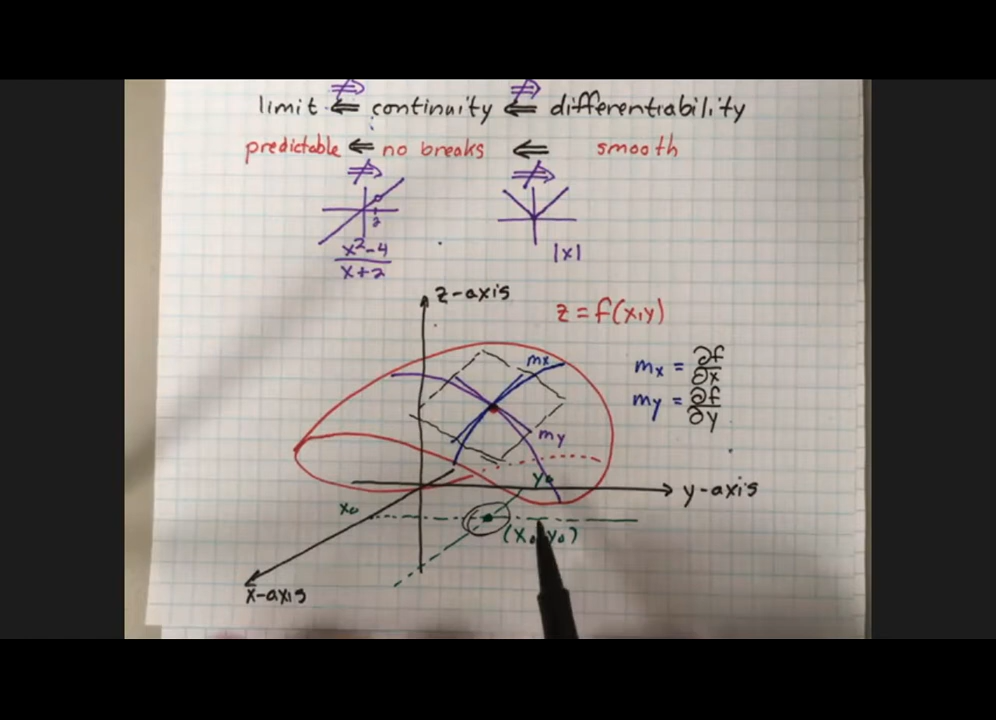 ⇏ ⇏
limit ⇐ continuity ⇐ differentiability
predictable ⇐ no breaks ⇐ smooth
⇏ ⇏
2
x²-4
x+2
|x|
z-axis
z = f(x,y)
mx
mx = ∂f/∂x
my = ∂f/∂y
my
y₀
y-axis
x₀
(x₀,y₀)
x-axis